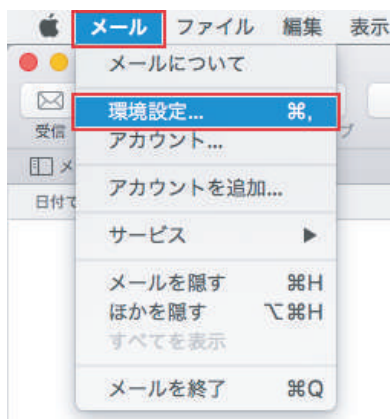 メール ファイル 編集 表示
メールについて
環境設定... ⌘,
受信
アカウント...
プ
メ
アカウントを追加...
日付で
サービス ▶
メールを隠す ⌘H
ほかを隠す ⌥⌘H
すべてを表示
メールを終了 ⌘Q